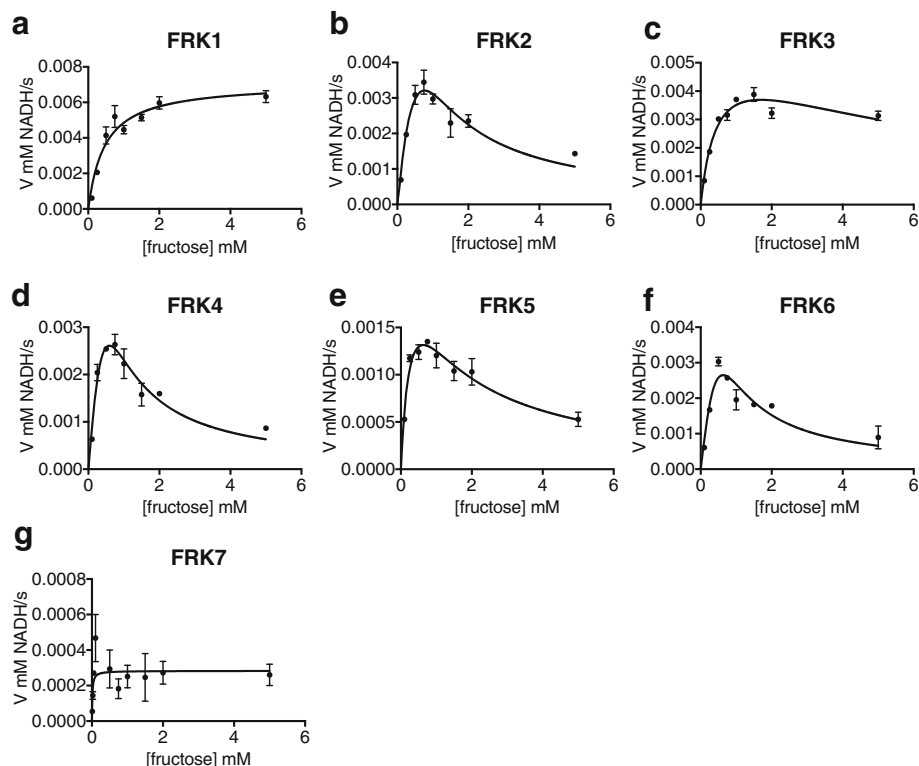 a
FRK1
V mM NADH/s
0.008
0.006
0.004
0.002
0.000
0 2 4 6
[fructose] mM
b
FRK2
V mM NADH/s
0.004
0.003
0.002
0.001
0.000
0 2 4 6
[fructose] mM
c
FRK3
V mM NADH/s
0.005
0.004
0.003
0.002
0.001
0.000
0 2 4 6
[fructose] mM
d
FRK4
V mM NADH/s
0.003
0.002
0.001
0.000
0 2 4 6
[fructose] mM
e
FRK5
V mM NADH/s
0.0015
0.0010
0.0005
0.0000
0 2 4 6
[fructose] mM
f
FRK6
V mM NADH/s
0.004
0.003
0.002
0.001
0.000
0 2 4 6
[fructose] mM
g
FRK7
V mM NADH/s
0.0008
0.0006
0.0004
0.0002
0.0000
0 2 4 6
[fructose] mM